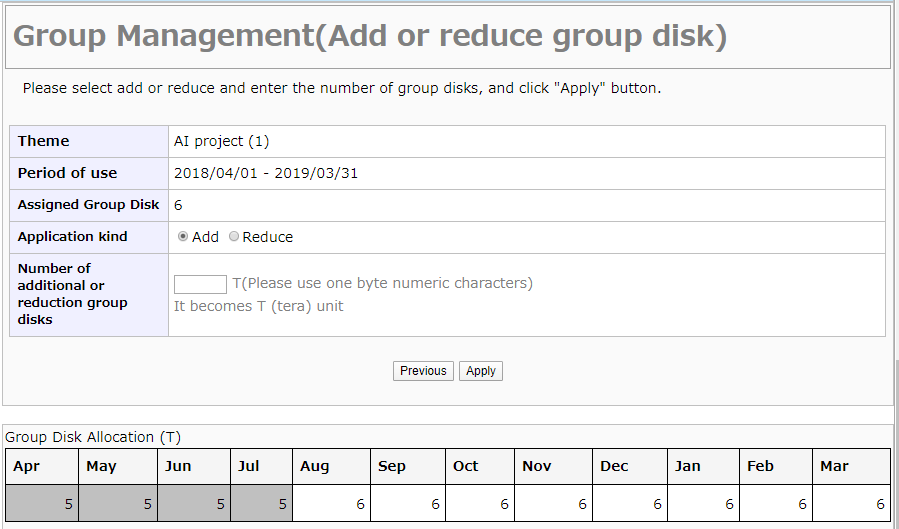 Group Management(Add or reduce group disk)
Please select add or reduce and enter the number of group disks, and click "Apply" button.
Theme AI project (1)
Period of use 2018/04/01 - 2019/03/31
Assigned Group Disk 6
Application kind Add Reduce
Number of
additional or
reduction group
disks
T(Please use one byte numeric characters)
It becomes T (tera) unit
Previous Apply
Group Disk Allocation (T)
Apr May Jun Jul Aug Sep Oct Nov Dec Jan Feb Mar
5 5 5 5 6 6 6 6 6 6 6 6